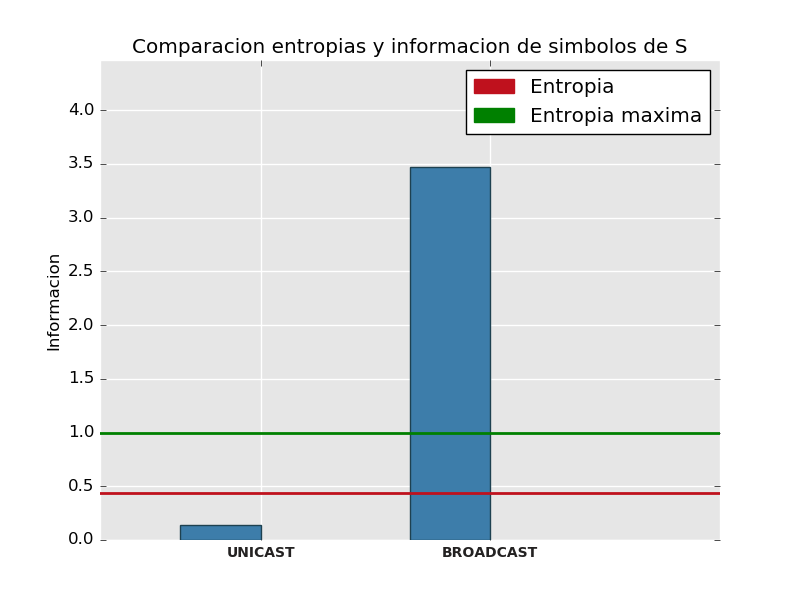 Comparacion entropias y informacion de simbolos de S
Entropia
Entropia maxima
Informacion
4.0
3.5
3.0
2.5
2.0
1.5
1.0
0.5
0.0
UNICAST BROADCAST